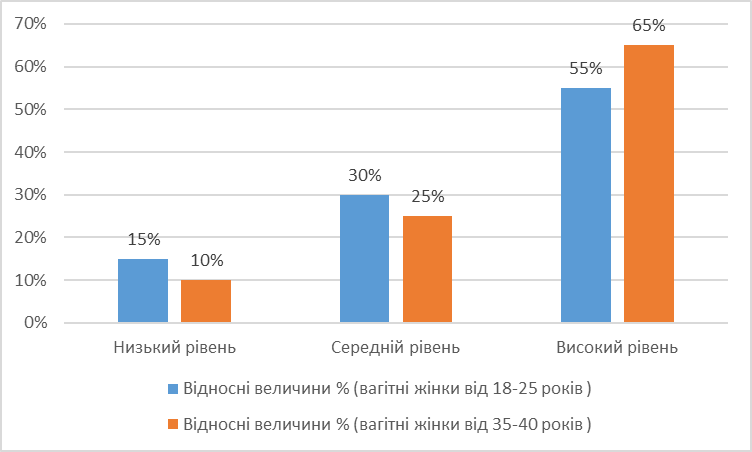 70%
60%
50%
40%
30%
20%
10%
0%
15%
10%
30%
25%
55%
65%
Низький рівень
Середній рівень
Високий рівень
Відносні величини % (вагітні жінки від 18-25 років )
Відносні величини % (вагітні жінки від 35-40 років )